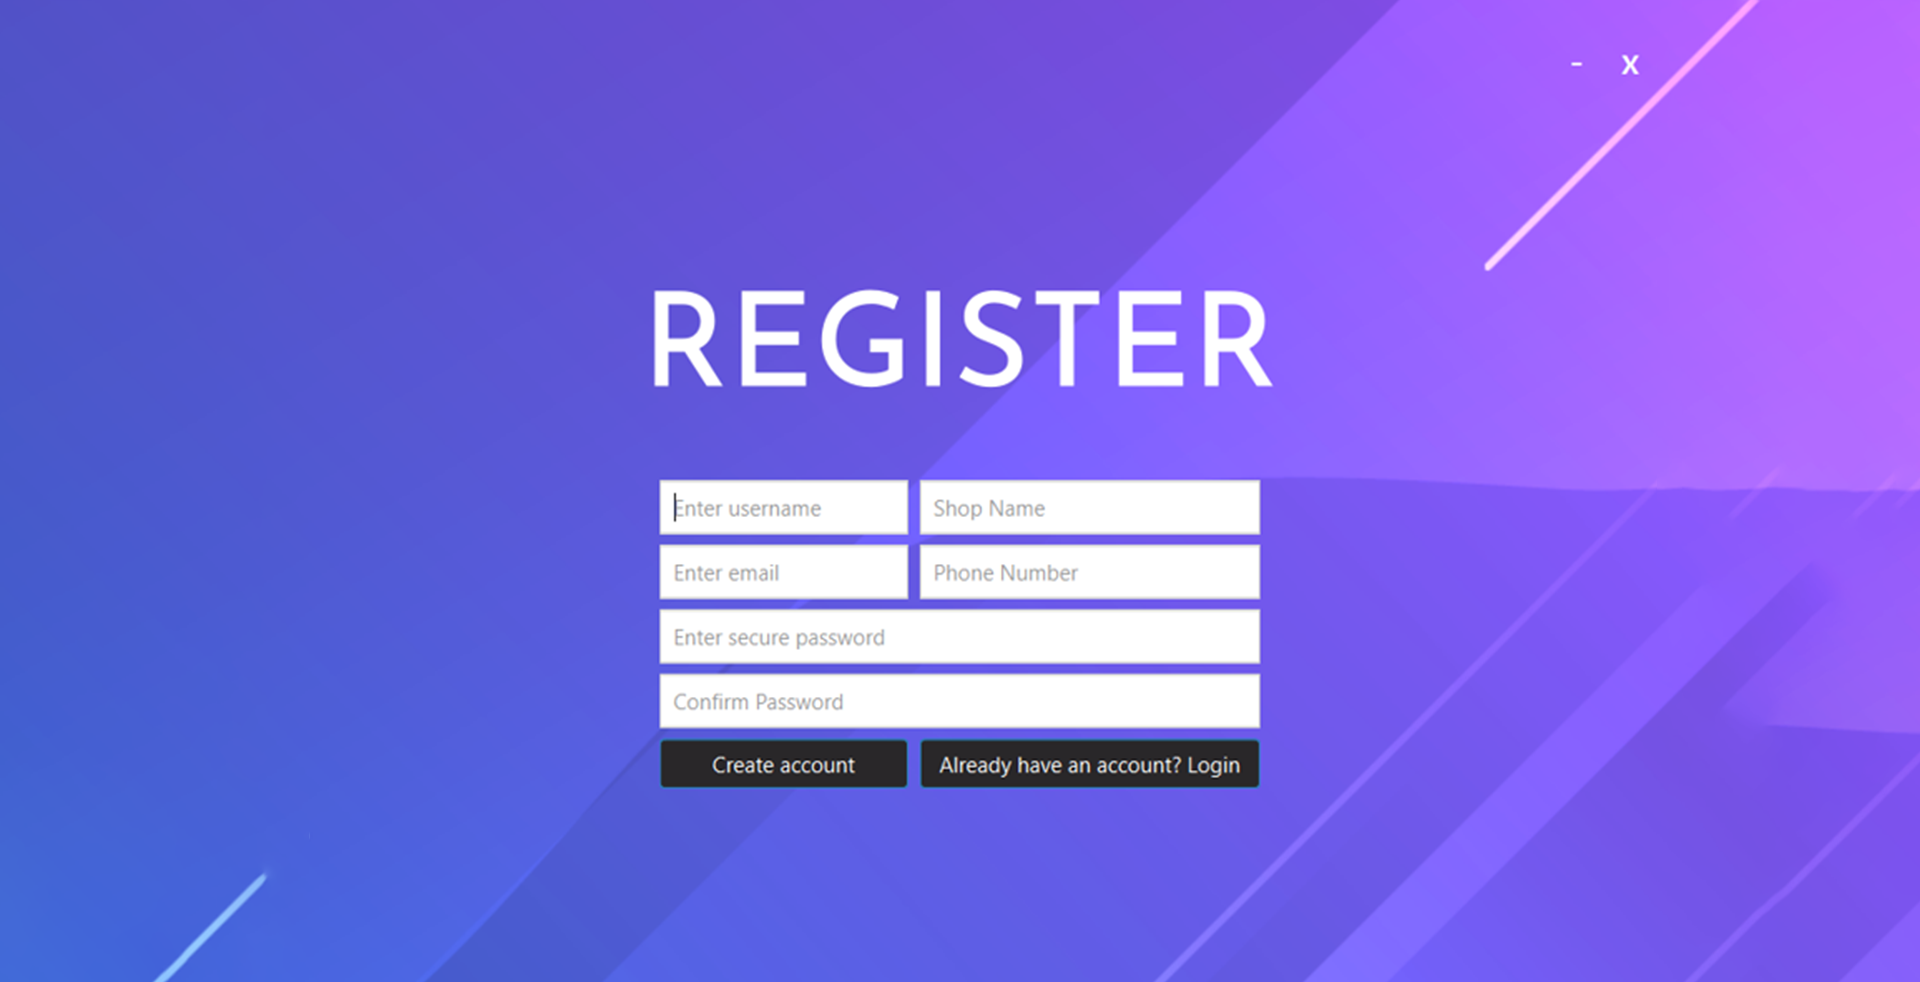 - X
REGISTER
Enter username Shop Name
Enter email Phone Number
Enter secure password
Confirm Password
Create account Already have an account? Login